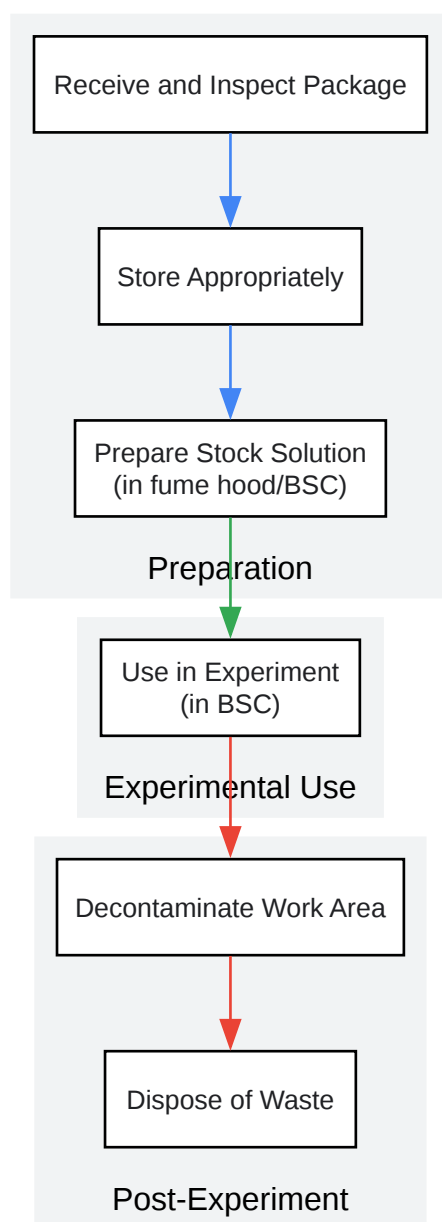 Receive and Inspect Package
Store Appropriately
Prepare Stock Solution
(in fume hood/BSC)
Preparation
Use in Experiment
(in BSC)
Experimental Use
Decontaminate Work Area
Dispose of Waste
Post-Experiment